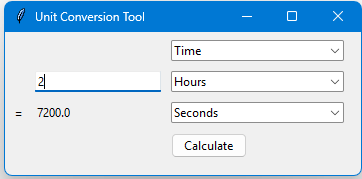 Unit Conversion Tool
Time
2 Hours
= 7200.0 Seconds
Calculate